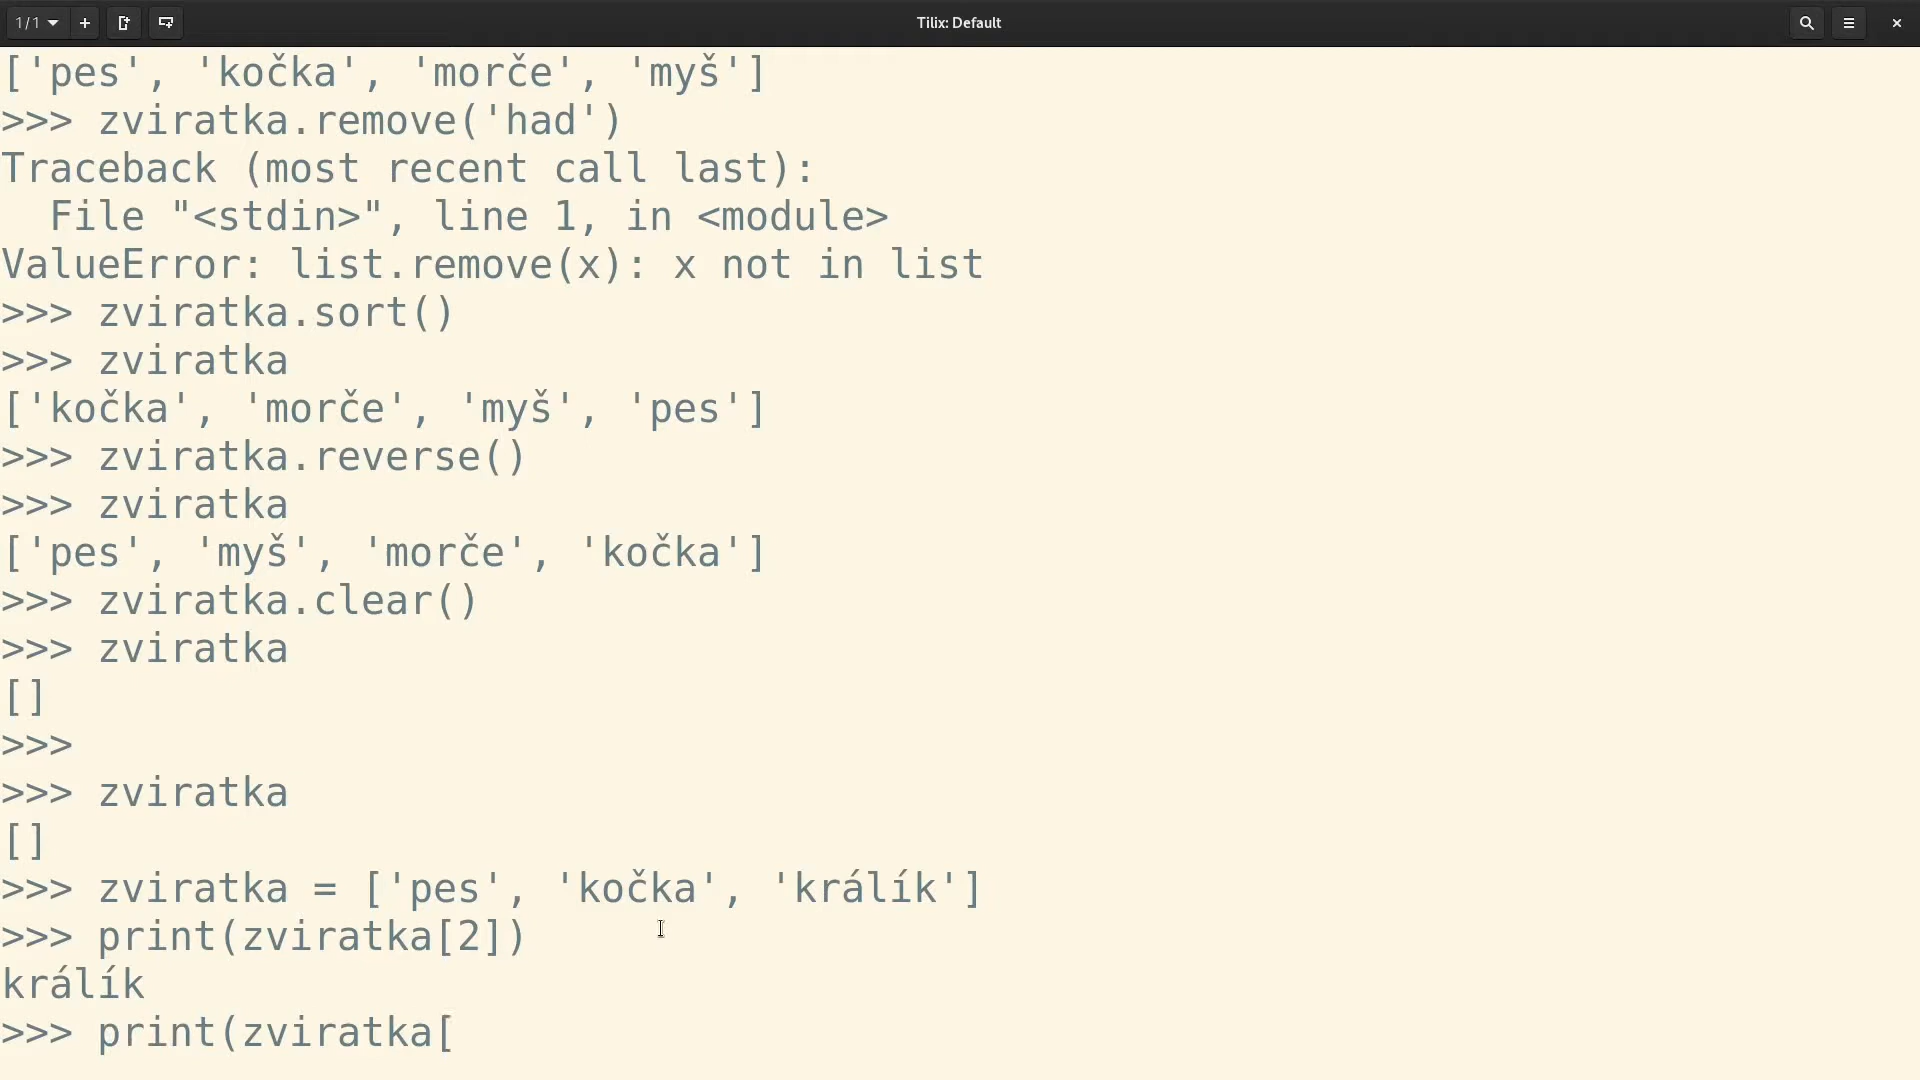 1/1
Tilix: Default
['pes', 'kočka', 'morče', 'myš']
>>> zviratka.remove('had')
Traceback (most recent call last):
  File "<stdin>", line 1, in <module>
ValueError: list.remove(x): x not in list
>>> zviratka.sort()
>>> zviratka
['kočka', 'morče', 'myš', 'pes']
>>> zviratka.reverse()
>>> zviratka
['pes', 'myš', 'morče', 'kočka']
>>> zviratka.clear()
>>> zviratka
[]
>>>
>>> zviratka
[]
>>> zviratka = ['pes', 'kočka', 'králík']
>>> print(zviratka[2])
králík
>>> print(zviratka[